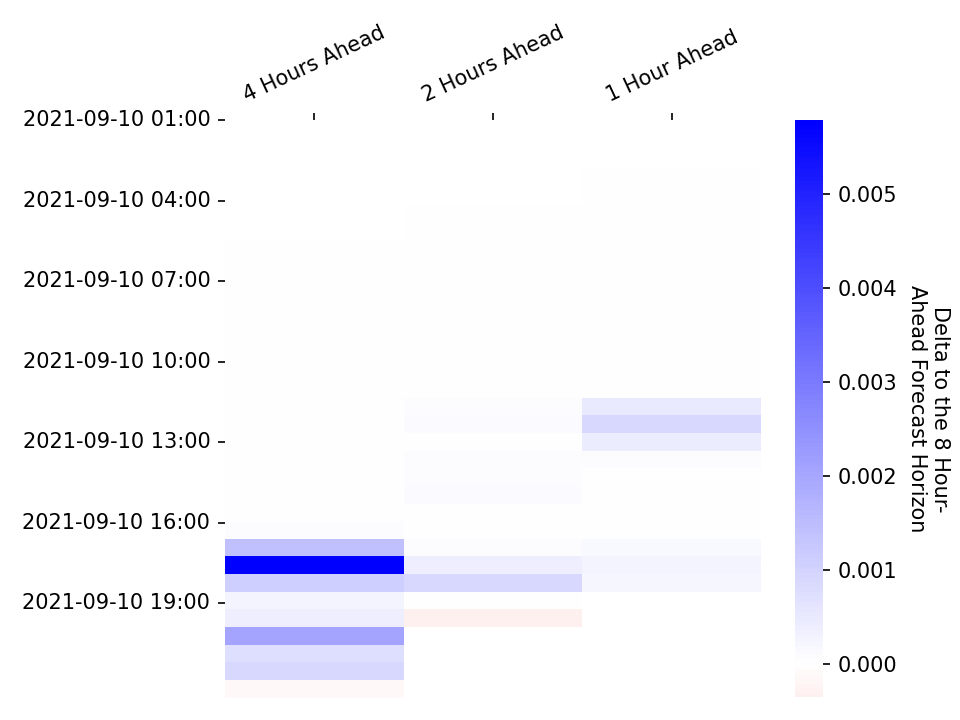 4 Hours Ahead
2 Hours Ahead
1 Hour Ahead
2021-09-10 01:00
2021-09-10 04:00
2021-09-10 07:00
2021-09-10 10:00
2021-09-10 13:00
2021-09-10 16:00
2021-09-10 19:00
0.005
0.004
0.003
0.002
0.001
0.000
Delta to the 8 Hour-
Ahead Forecast Horizon